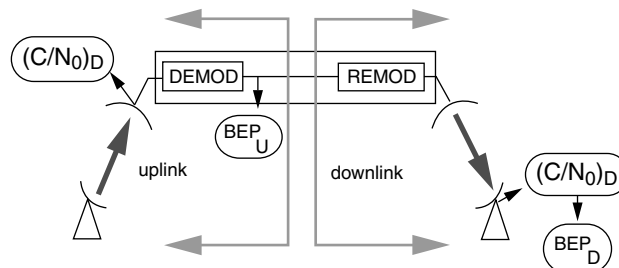 (C/N0)D
DEMOD
REMOD
BEPU
uplink
downlink
(C/N0)D
BEPD